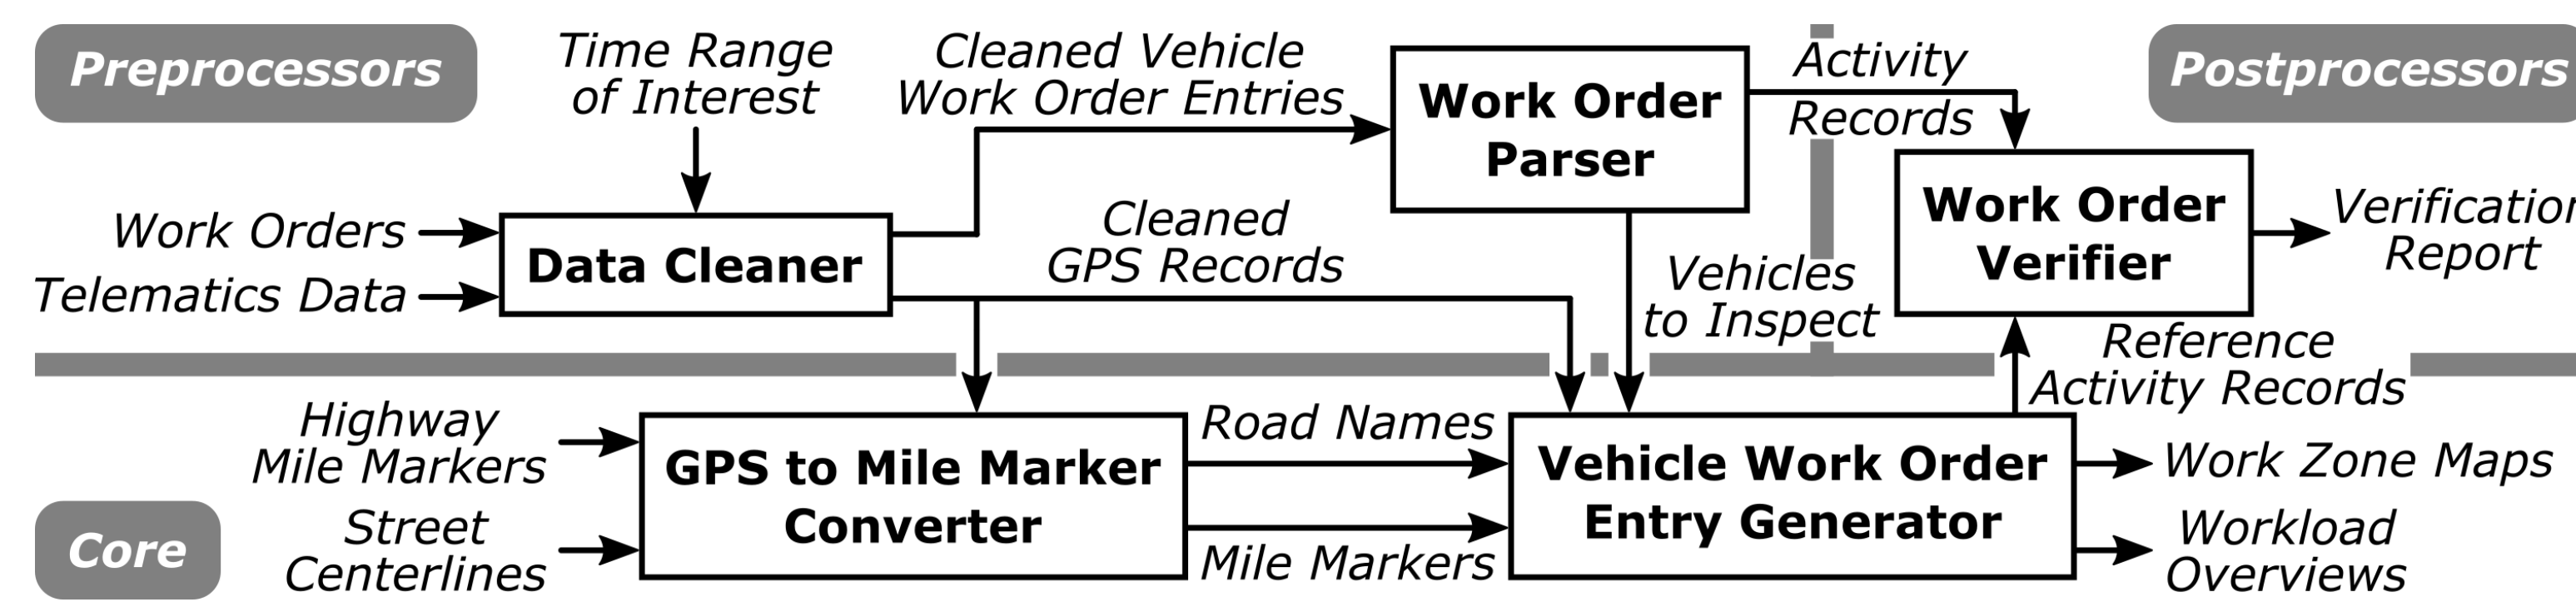 Preprocessors
Time Range
of Interest
Cleaned Vehicle
Work Order Entries
Work Order
Parser
Activity
Records
Postprocessors
Work Orders
Telematics Data
Data Cleaner
Cleaned
GPS Records
Vehicles
to Inspect
Work Order
Verifier
Verification
Report
Reference
Activity Records
Highway
Mile Markers
Street
Centerlines
Core
GPS to Mile Marker
Converter
Road Names
Mile Markers
Vehicle Work Order
Entry Generator
Work Zone Maps
Workload
Overviews